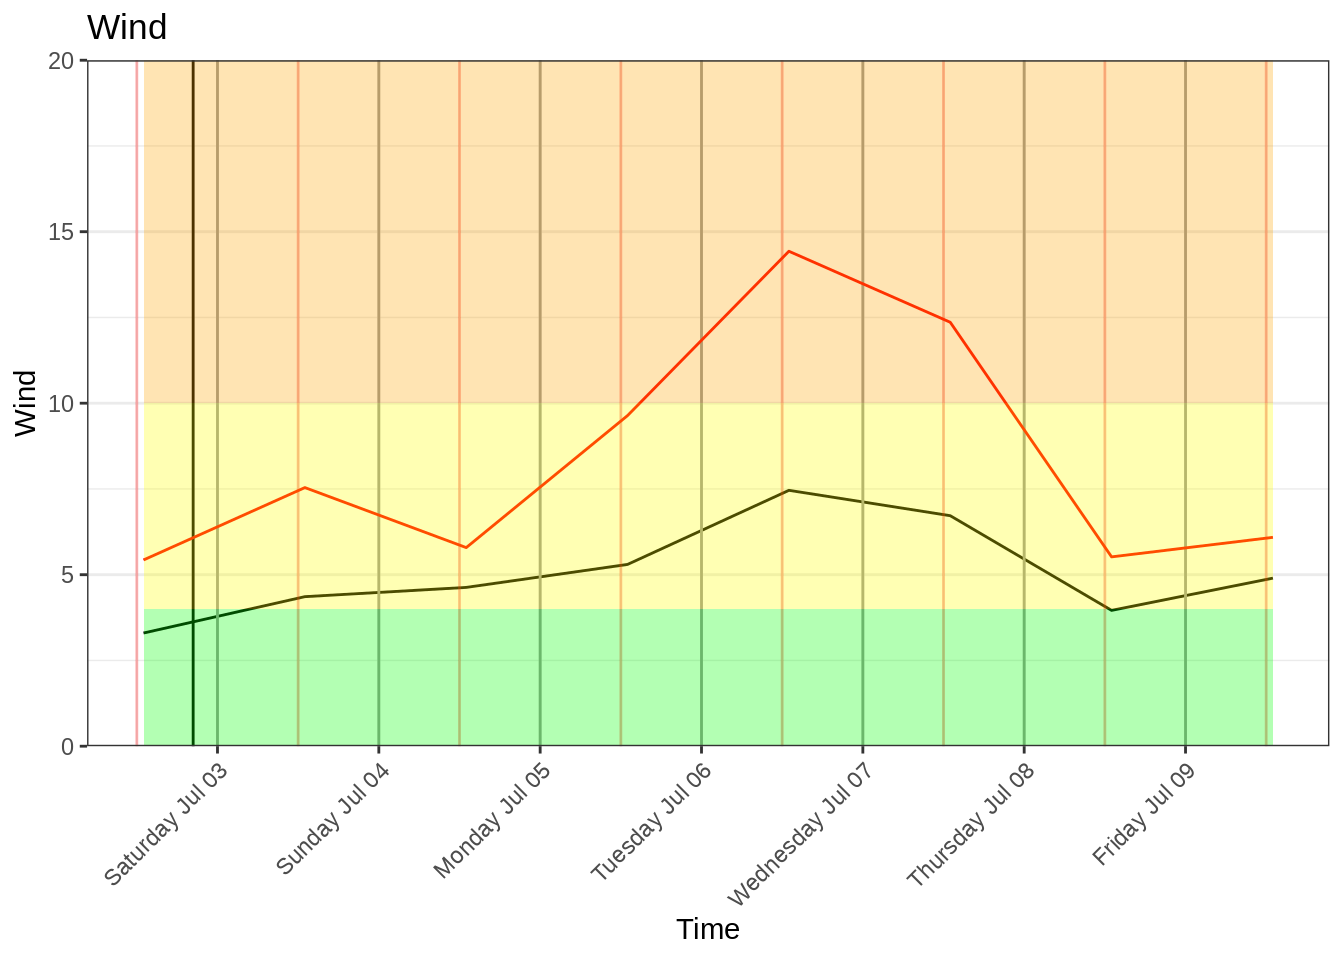 Wind
20
15
10
5
0
Wind
Saturday Jul 03
Sunday Jul 04
Monday Jul 05
Tuesday Jul 06
Wednesday Jul 07
Thursday Jul 08
Friday Jul 09
Time